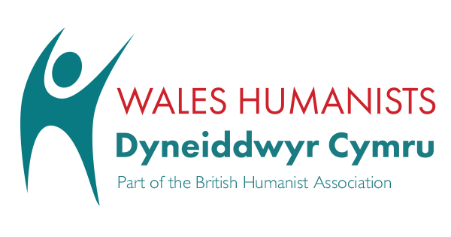 WALES HUMANISTS
Dyneiddwyr Cymru
Part of the British Humanist Association